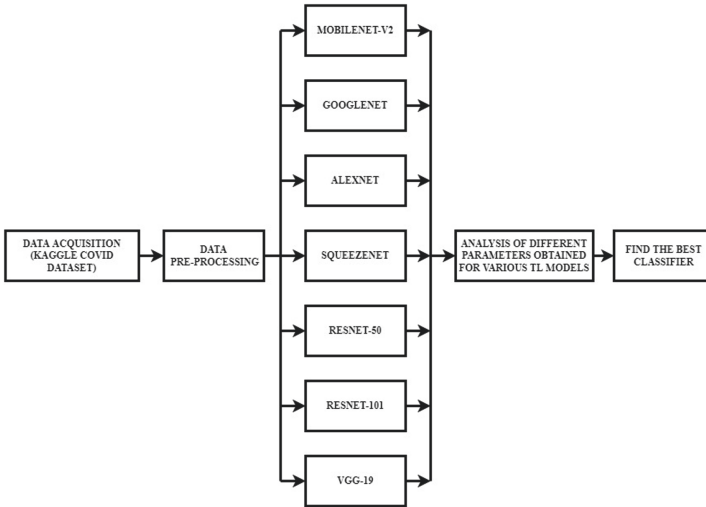 MOBILENET-V2
GOOGLENET
ALEXNET
DATA ACQUISITION
(KAGGLE COVID
DATASET)
DATA
PRE-PROCESSING
SQUEEZENET
ANALYSIS OF DIFFERENT
PARAMETERS OBTAINED
FOR VARIOUS TL MODELS
FIND THE BEST
CLASSIFIER
RESNET-50
RESNET-101
VGG-19